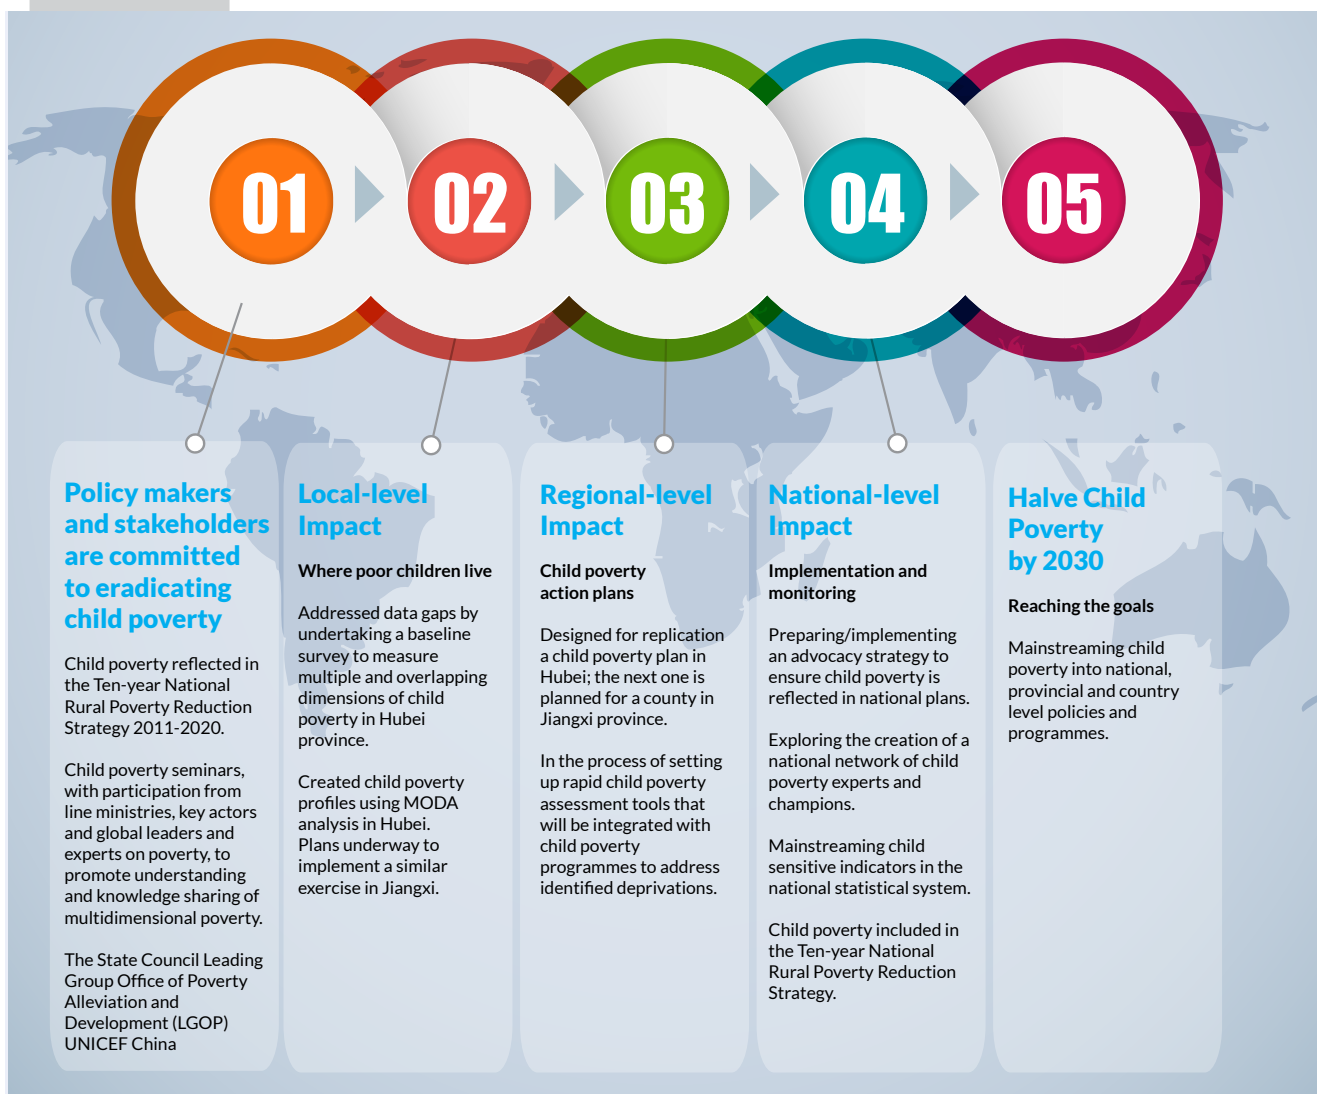 01
02
03
04
05
Policy makers
and stakeholders
are committed
to eradicating
child poverty
Child poverty reflected in
the Ten-year National
Rural Poverty Reduction
Strategy 2011-2020.
Child poverty seminars,
with participation from
line ministries, key actors
and global leaders and
experts on poverty, to
promote understanding
and knowledge sharing of
multidimensional poverty.
The State Council Leading
Group Office of Poverty
Alleviation and
Development (LGOP)
UNICEF China
Local-level
Impact
Where poor children live
Addressed data gaps by
undertaking a baseline
survey to measure
multiple and overlapping
dimensions of child
poverty in Hubei
province.
Created child poverty
profiles using MODA
analysis in Hubei.
Plans underway to
implement a similar
exercise in Jiangxi.
Regional-level
Impact
Child poverty
action plans
Designed for replication
a child poverty plan in
Hubei; the next one is
planned for a county in
Jiangxi province.
In the process of setting
up rapid child poverty
assessment tools that
will be integrated with
child poverty
programmes to address
identified deprivations.
National-level
Impact
Implementation and
monitoring
Preparing/implementing
an advocacy strategy to
ensure child poverty is
reflected in national plans.
Exploring the creation of a
national network of child
poverty experts and
champions.
Mainstreaming child
sensitive indicators in the
national statistical system.
Child poverty included in
the Ten-year National
Rural Poverty Reduction
Strategy.
Halve Child
Poverty
by 2030
Reaching the goals
Mainstreaming child
poverty into national,
provincial and country
level policies and
programmes.